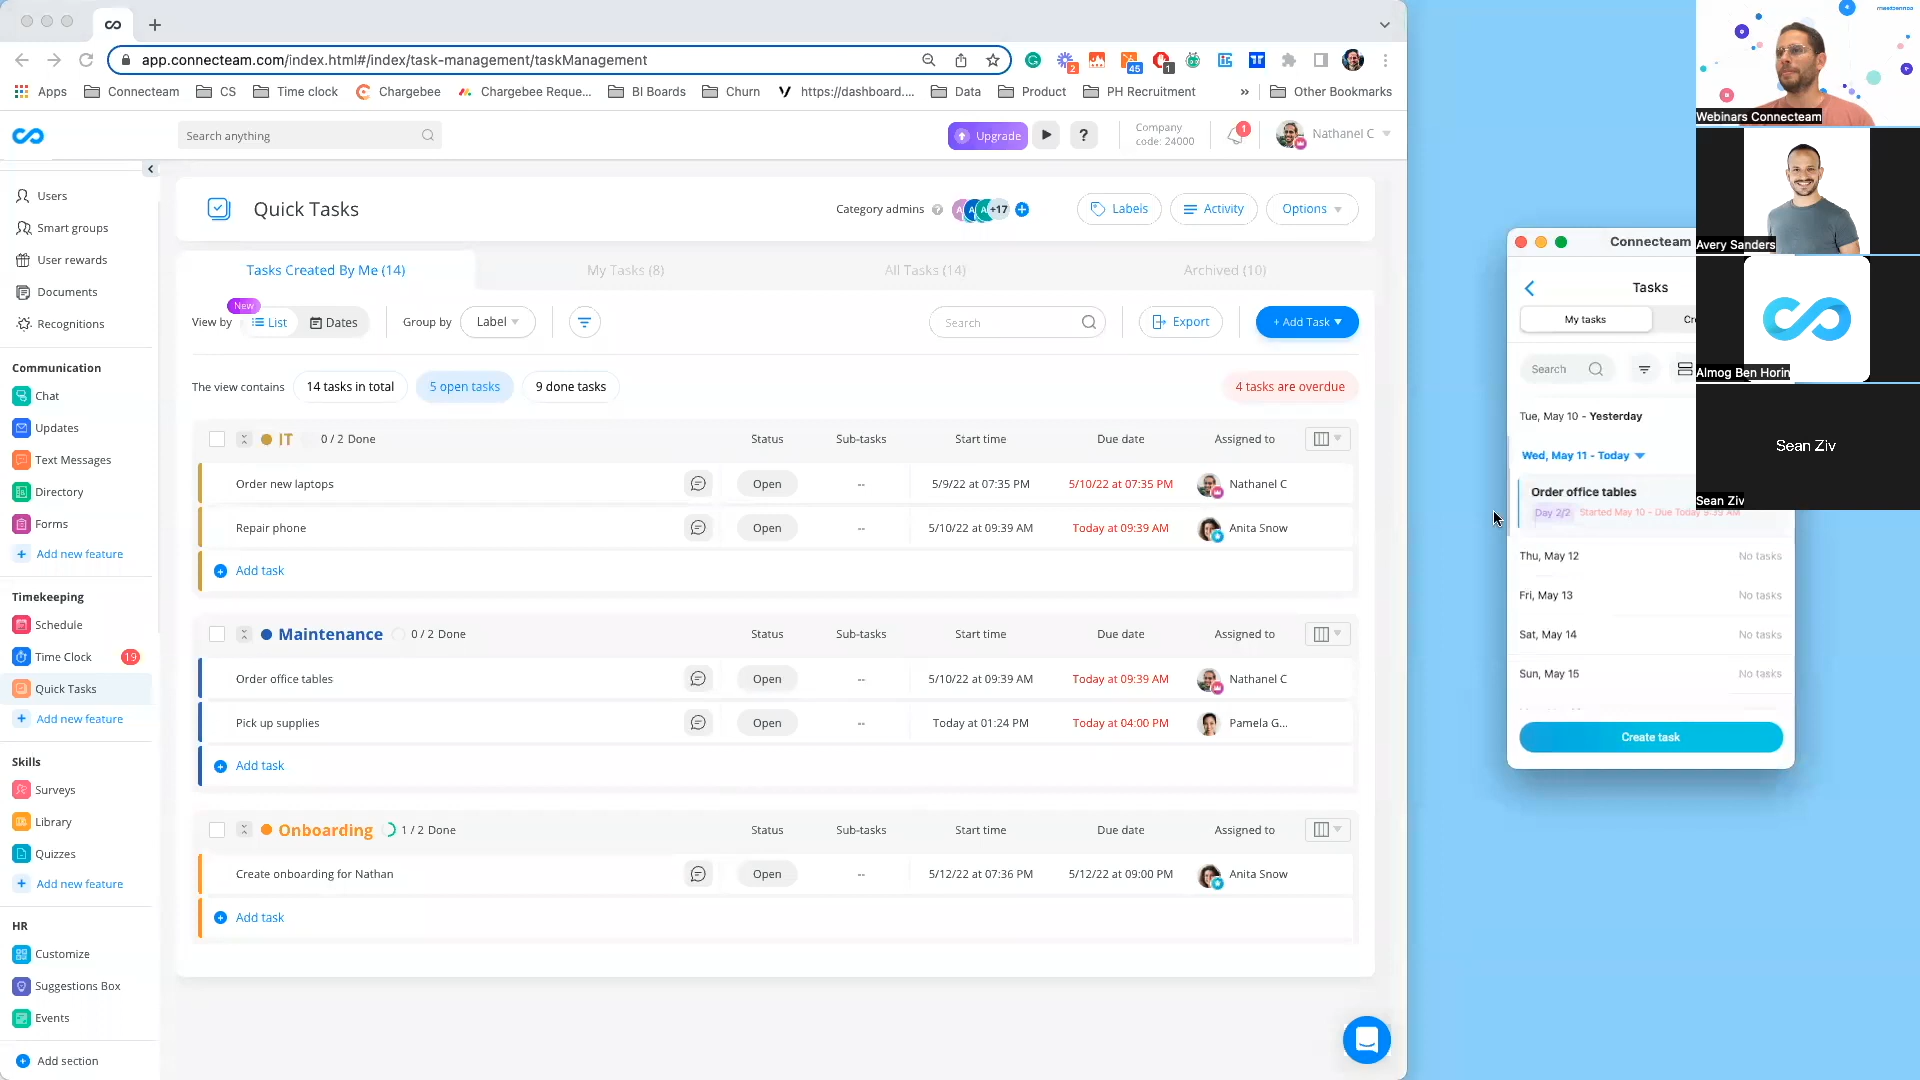 app.connecteam.com/index.html#/index/task-management/taskManagement
2
45
1
Apps
Connecteam
CS
Time clock
Chargebee
Chargebee Reque...
BI Boards
Churn
https://dashboard....
Data
Product
PH Recruitment
»
Other Bookmarks
Search anything
Upgrade
?
Company
code: 24000
1
Nathanel C
Users
Smart groups
User rewards
Documents
Recognitions
Communication
Chat
Updates
Text Messages
Directory
Forms
+ Add new feature
Timekeeping
Schedule
Time Clock 19
Quick Tasks
+ Add new feature
Skills
Surveys
Library
Quizzes
+ Add new feature
HR
Customize
Suggestions Box
Events
Add section
Quick Tasks
Category admins ? A A A +17
Labels
Activity
Options
Tasks Created By Me (14)
My Tasks (8)
All Tasks (14)
Archived (10)
New
View by List Dates
Group by Label
Search
Export
+ Add Task
The view contains 14 tasks in total 5 open tasks 9 done tasks
4 tasks are overdue
IT 0 / 2 Done Status Sub-tasks Start time Due date Assigned to
Order new laptops Open -- 5/9/22 at 07:35 PM 5/10/22 at 07:35 PM Nathanel C
Repair phone Open -- 5/10/22 at 09:39 AM Today at 09:39 AM Anita Snow
Add task
Maintenance 0 / 2 Done Status Sub-tasks Start time Due date Assigned to
Order office tables Open -- 5/10/22 at 09:39 AM Today at 09:39 AM Nathanel C
Pick up supplies Open -- Today at 01:24 PM Today at 04:00 PM Pamela G...
Add task
Onboarding 1 / 2 Done Status Sub-tasks Start time Due date Assigned to
Create onboarding for Nathan Open -- 5/12/22 at 07:36 PM 5/12/22 at 09:00 PM Anita Snow
Add task
Connecteam
Tasks
My tasks
Cr
Search
Tue, May 10 - Yesterday
Wed, May 11 - Today
Order office tables
Day 2/2 Started May 10 - Due Today 9:39 AM
Thu, May 12 No tasks
Fri, May 13 No tasks
Sat, May 14 No tasks
Sun, May 15 No tasks
Create task
Webinars Connecteam
Avery Sanders
Almog Ben Horin
Sean Ziv
Sean Ziv